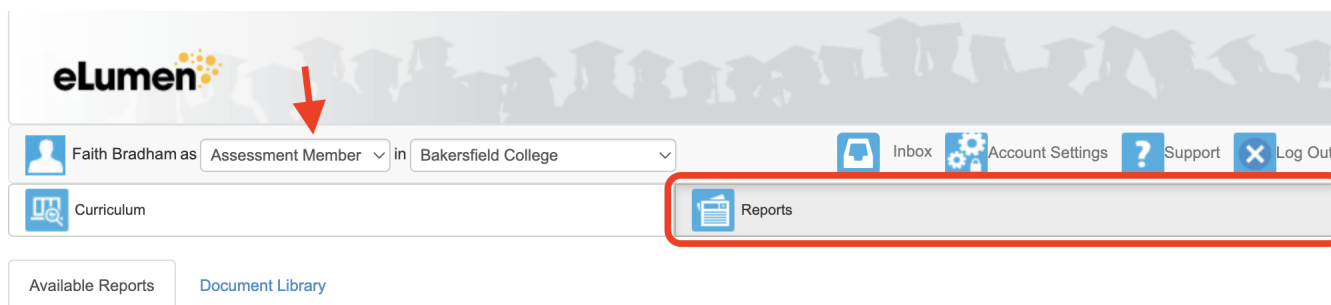 eLumen
Faith Bradham as Assessment Member in Bakersfield College Inbox Account Settings ? Support Log Out
Curriculum Reports
Available Reports Document Library